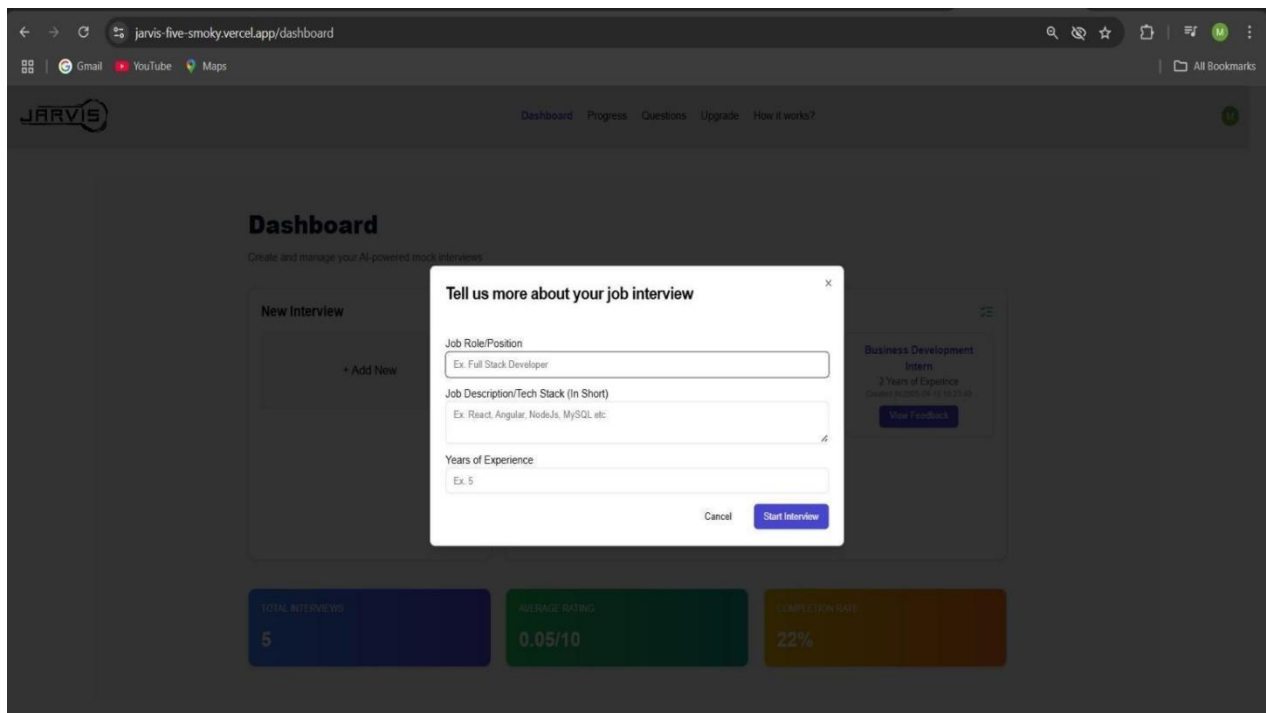 jarvis-five-smoky.vercel.app/dashboard
M
Gmail YouTube Maps
All Bookmarks
JARVIS
Dashboard Progress Questions Upgrade How it works?
Dashboard
Create and manage your AI-powered mock interviews
New Interview
+ Add New
Tell us more about your job interview
Job Role/Position
Ex. Full Stack Developer
Job Description/Tech Stack (In Short)
Ex. React, Angular, NodeJs, MySQL etc
Years of Experience
Ex. 5
Cancel
Start Interview
Business Development
Intern
View Feedback
TOTAL INTERVIEWS
5
AVERAGE RATING
0.05/10
COMPLETION RATE
22%